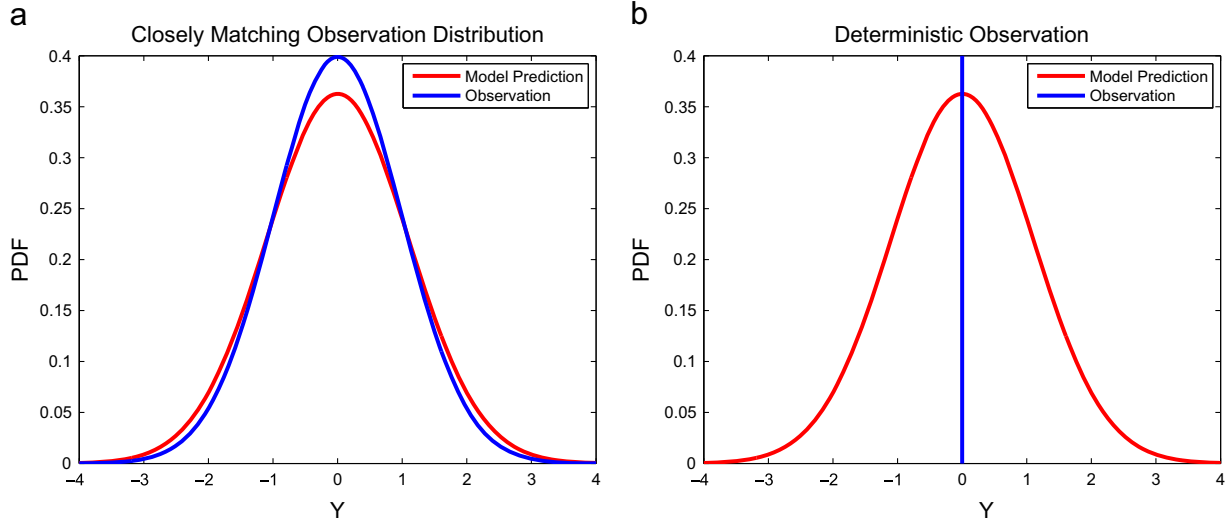 a
Closely Matching Observation Distribution
0.4
0.35
0.3
0.25
0.2
0.15
0.1
0.05
0
PDF
Model Prediction
Observation
–4 –3 –2 –1 0 1 2 3 4
Y
b
Deterministic Observation
0.4
0.35
0.3
0.25
0.2
0.15
0.1
0.05
0
PDF
Model Prediction
Observation
–4 –3 –2 –1 0 1 2 3 4
Y